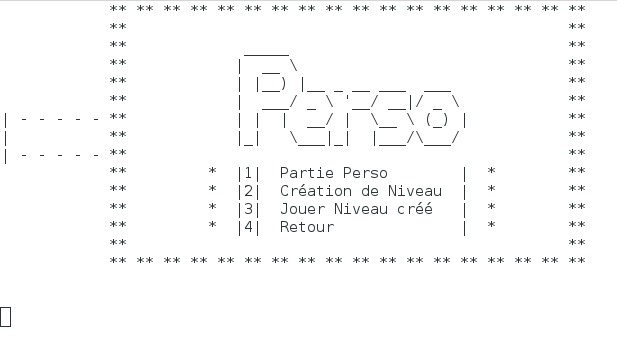 Perso
|1| Partie Perso
|2| Création de Niveau
|3| Jouer Niveau créé
|4| Retour